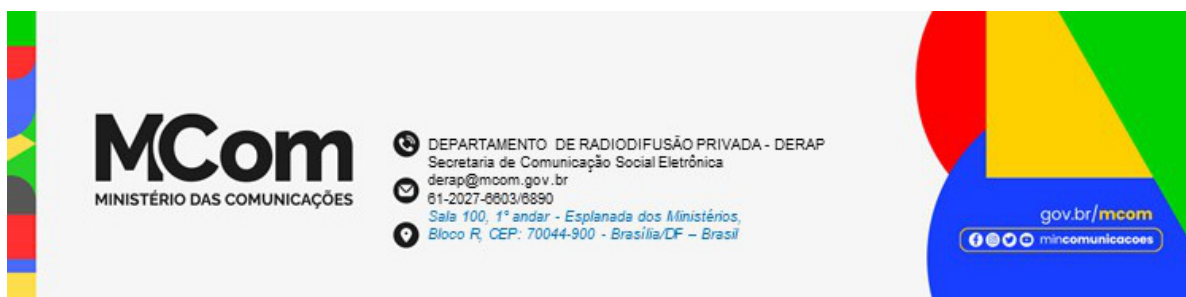 MCom
MINISTÉRIO DAS COMUNICAÇÕES
DEPARTAMENTO DE RADIODIFUSÃO PRIVADA - DERAP
Secretaria de Comunicação Social Eletrônica
derap@mcom.gov.br
61-2027-6603/6890
Sala 100, 1° andar - Esplanada dos Ministérios,
Bloco R, CEP: 70044-900 - Brasília/DF – Brasil
gov.br/mcom
mincomunicacoes